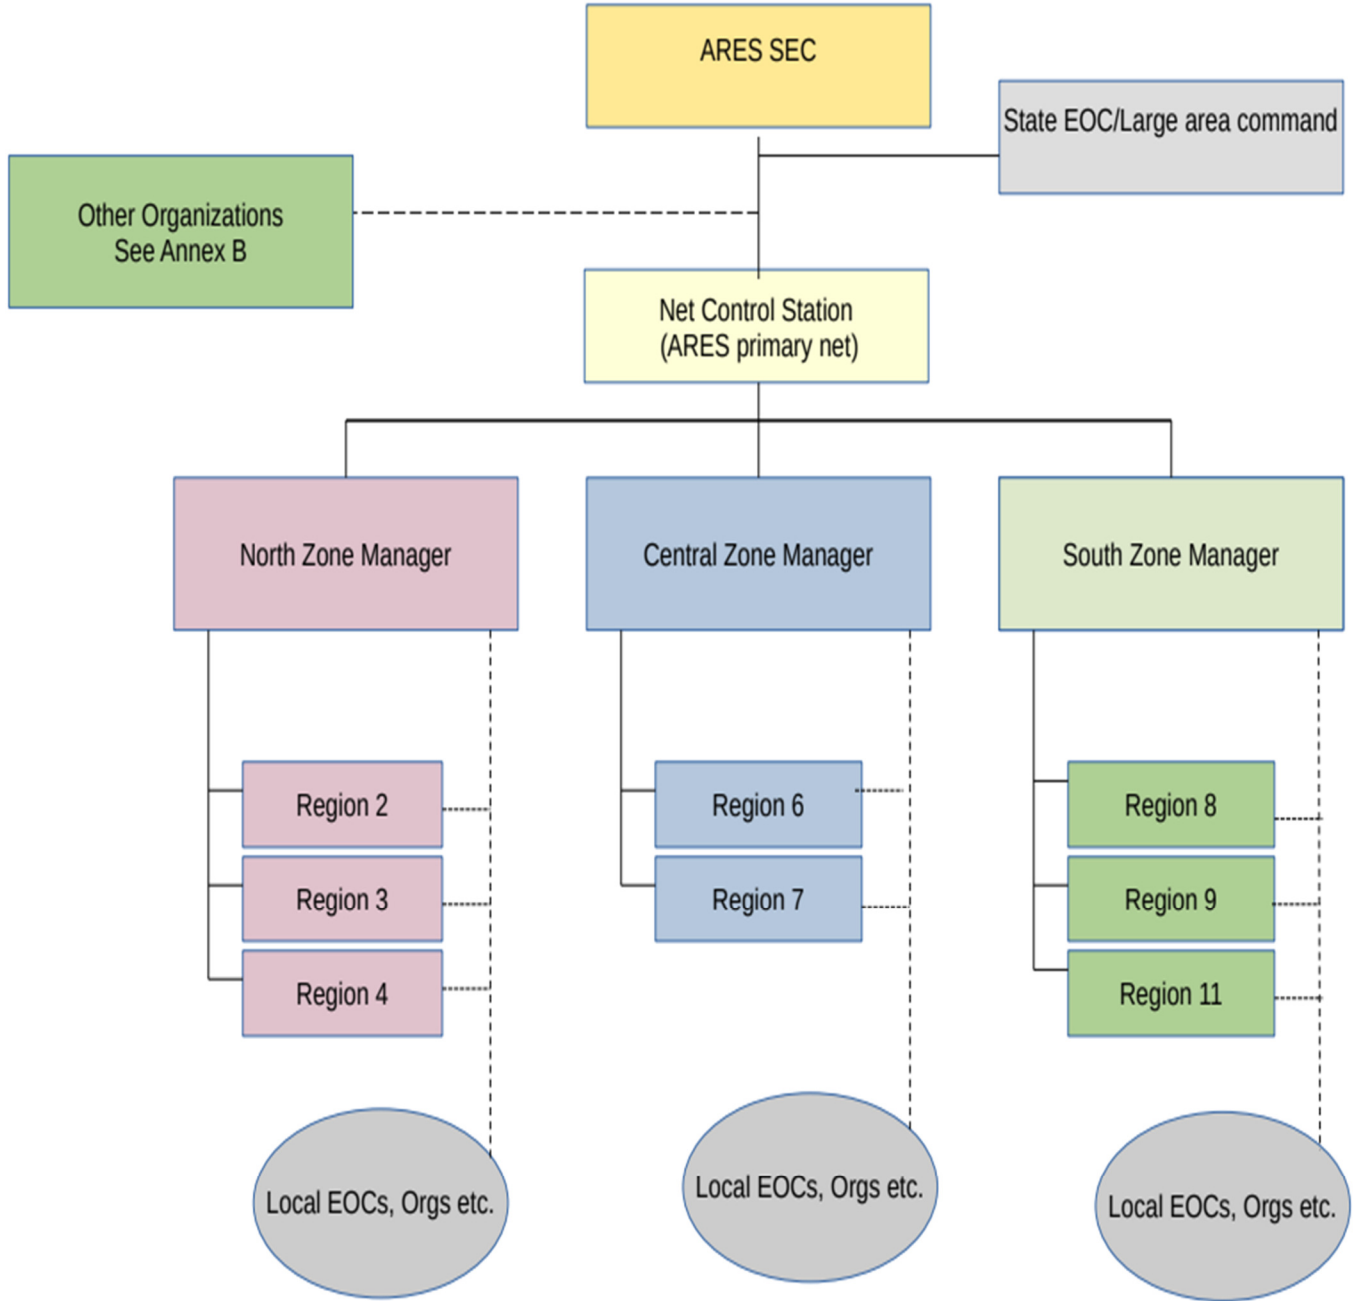 ARES SEC
State EOC/Large area command
Other Organizations
See Annex B
Net Control Station
(ARES primary net)
North Zone Manager
Central Zone Manager
South Zone Manager
Region 2
Region 6
Region 8
Region 3
Region 7
Region 9
Region 4
Region 11
Local EOCs, Orgs etc.
Local EOCs, Orgs etc.
Local EOCs, Orgs etc.